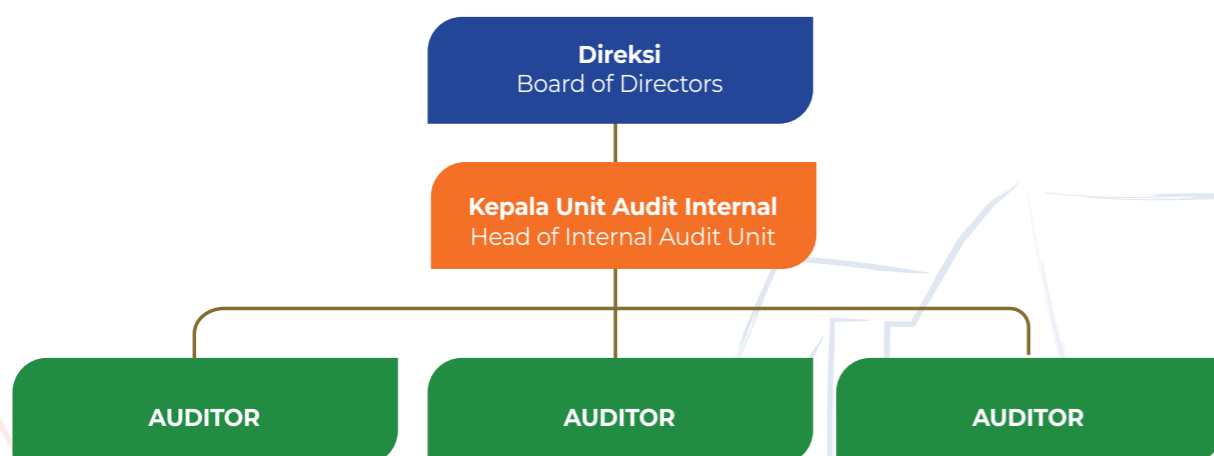 Direksi
Board of Directors
Kepala Unit Audit Internal
Head of Internal Audit Unit
AUDITOR
AUDITOR
AUDITOR